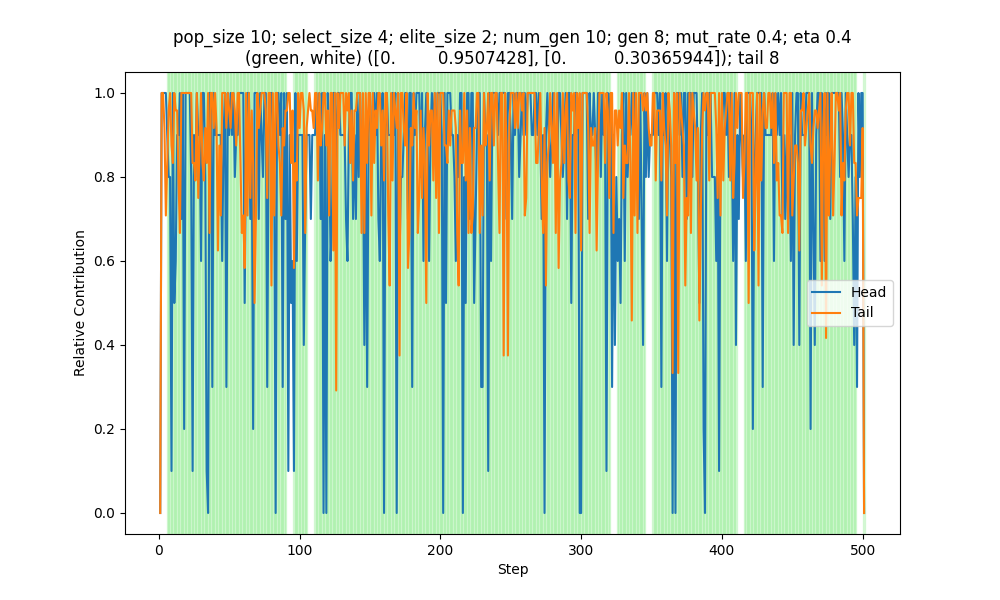 pop_size 10; select_size 4; elite_size 2; num_gen 10; gen 8; mut_rate 0.4; eta 0.4
(green, white) ([0.        0.9507428], [0.         0.30365944]); tail 8
1.0
0.8
0.6
0.4
0.2
0.0
Relative Contribution
Head
Tail
0
100
200
300
400
500
Step